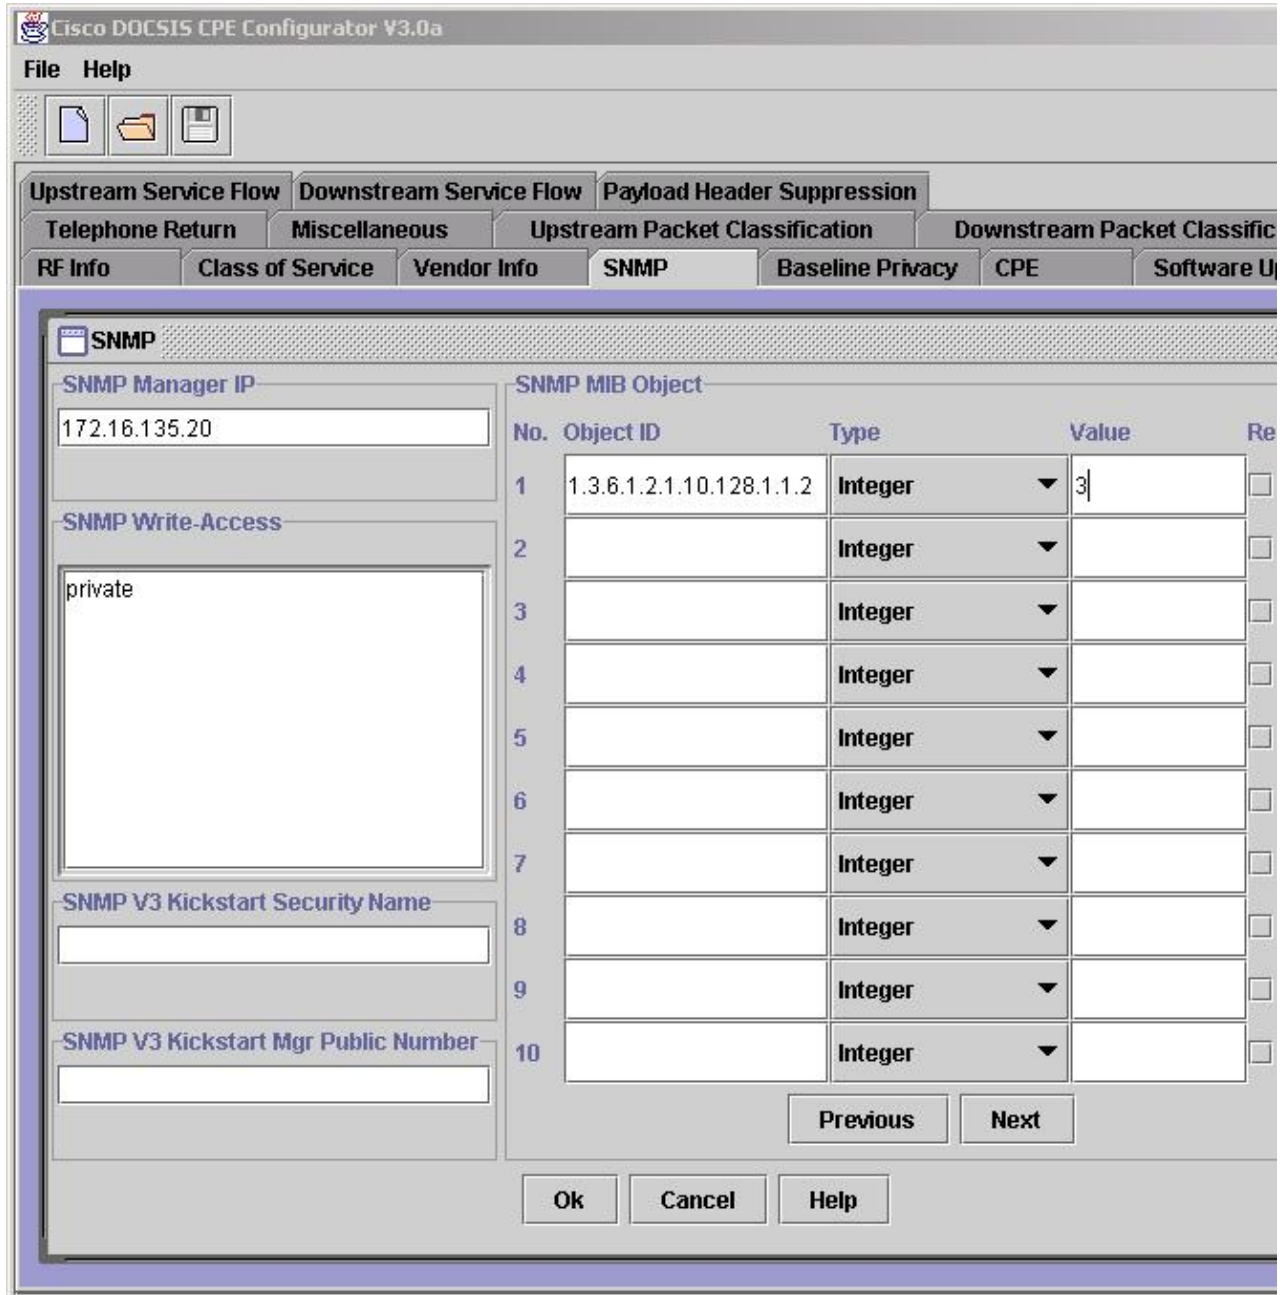 Cisco DOCSIS CPE Configurator V3.0a
File Help
Upstream Service Flow Downstream Service Flow Payload Header Suppression
Telephone Return Miscellaneous Upstream Packet Classification Downstream Packet Classific
RF Info Class of Service Vendor Info SNMP Baseline Privacy CPE Software Up
SNMP
SNMP Manager IP
172.16.135.20
SNMP Write-Access
private
SNMP V3 Kickstart Security Name
SNMP V3 Kickstart Mgr Public Number
SNMP MIB Object
No. Object ID Type Value Re
1 1.3.6.1.2.1.10.128.1.1.2 Integer 3
2 Integer
3 Integer
4 Integer
5 Integer
6 Integer
7 Integer
8 Integer
9 Integer
10 Integer
Previous Next
Ok Cancel Help